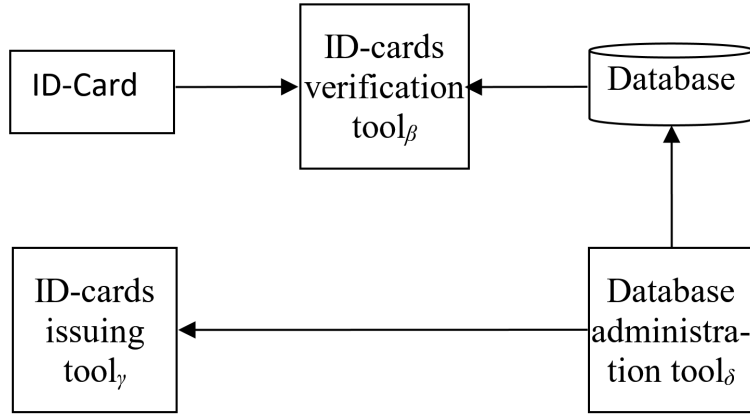 ID-Card
ID-cards
verification
toolβ
Database
ID-cards
issuing
toolγ
Database
administra-
tion toolδ